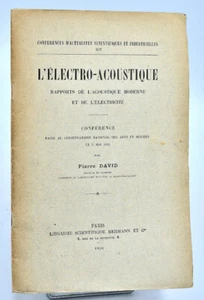 CONFÉRENCES D'ACTUALITÉS SCIENTIFIQUES ET INDUSTRIELLES
L'ÉLECTRO-ACOUSTIQUE
RAPPORTS DE L'ACOUSTIQUE MODERNE
ET DE L'ÉLECTRICITÉ
CONFÉRENCE
FAITE AU CONSERVATOIRE NATIONAL DES ARTS ET MÉTIERS
PAR
Pierre DAVID
PARIS
LIBRAIRIE SCIENTIFIQUE HERMANN ET Cie